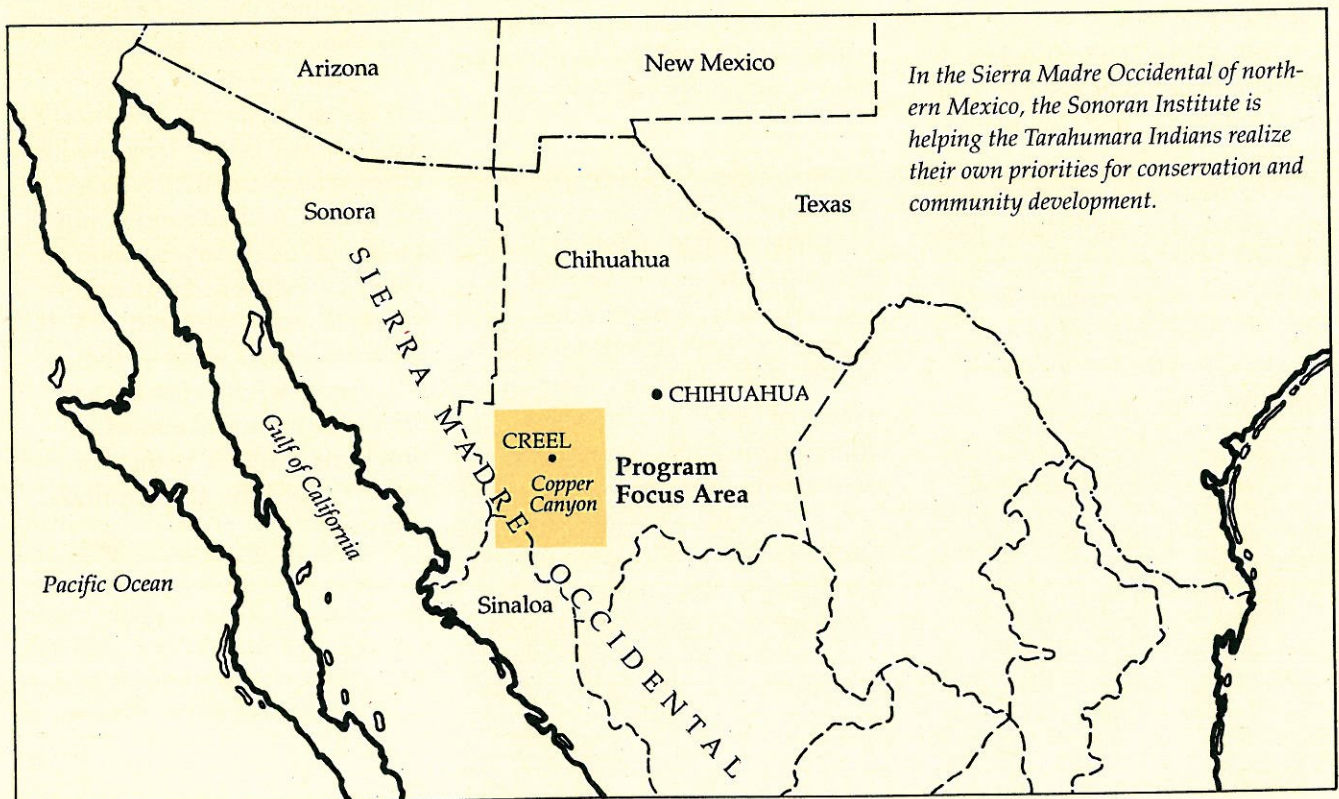 Arizona
New Mexico
In the Sierra Madre Occidental of north-
ern Mexico, the Sonoran Institute is
helping the Tarahumara Indians realize
their own priorities for conservation and
community development.
Sonora
Texas
Chihuahua
SIERRA MADRE OCCIDENTAL
CHIHUAHUA
Gulf of California
CREEL
Copper
Canyon
Program
Focus Area
Pacific Ocean
Sinaloa